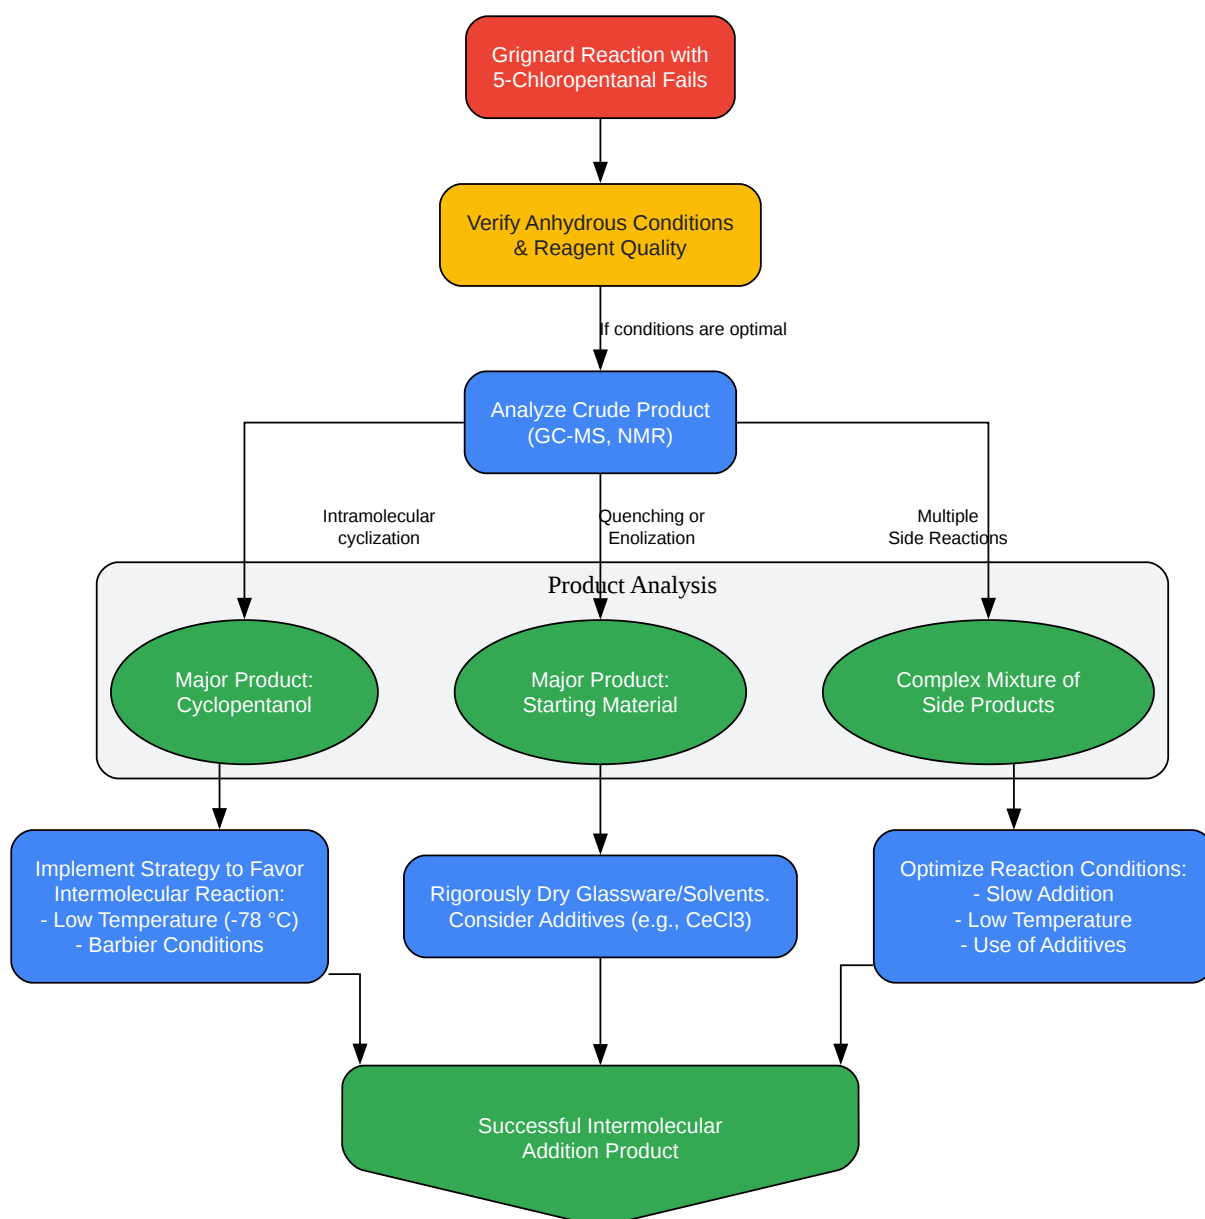 Grignard Reaction with
5-Chloropentanal Fails
Verify Anhydrous Conditions
& Reagent Quality
If conditions are optimal
Analyze Crude Product
(GC-MS, NMR)
Intramolecular
cyclization
Quenching or
Enolization
Multiple
Side Reactions
Product Analysis
Major Product:
Cyclopentanol
Major Product:
Starting Material
Complex Mixture of
Side Products
Implement Strategy to Favor
Intermolecular Reaction:
- Low Temperature (-78 °C)
- Barbier Conditions
Rigorously Dry Glassware/Solvents.
Consider Additives (e.g., CeCl3)
Optimize Reaction Conditions:
- Slow Addition
- Low Temperature
- Use of Additives
Successful Intermolecular
Addition Product